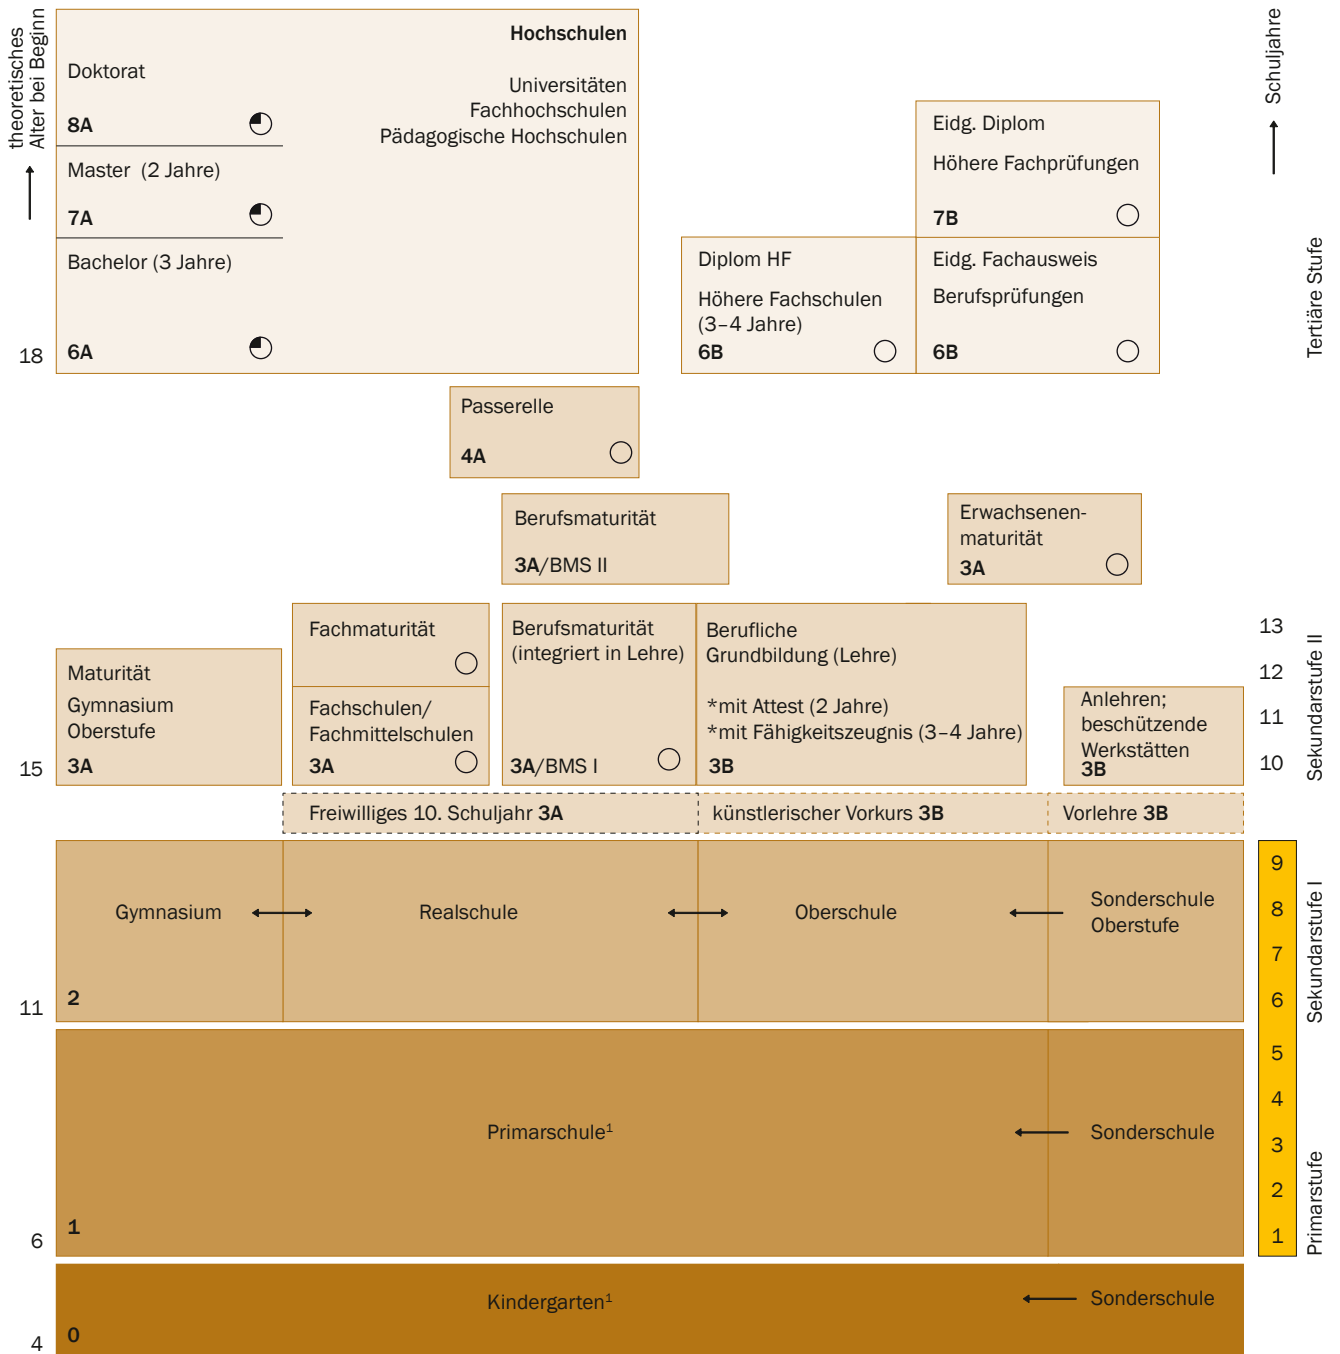 theoretisches
Alter bei Beginn
Schuljahre
Hochschulen
Universitäten
Fachhochschulen
Pädagogische Hochschulen
Doktorat
8A
Master (2 Jahre)
7A
Bachelor (3 Jahre)
6A
18
Eidg. Diplom
Höhere Fachprüfungen
7B
Diplom HF
Höhere Fachschulen
(3–4 Jahre)
6B
Eidg. Fachausweis
Berufsprüfungen
6B
Tertiäre Stufe
Passerelle
4A
Berufsmaturität
3A/BMS II
Erwachsenen-
maturität
3A
Maturität
Gymnasium
Oberstufe
3A
15
Fachmaturität
Fachschulen/
Fachmittelschulen
3A
Berufsmaturität
(integriert in Lehre)
3A/BMS I
Berufliche
Grundbildung (Lehre)
*mit Attest (2 Jahre)
*mit Fähigkeitszeugnis (3–4 Jahre)
3B
Anlehren;
beschützende
Werkstätten
3B
13
12
11
10
Sekundarstufe II
Freiwilliges 10. Schuljahr 3A
künstlerischer Vorkurs 3B
Vorlehre 3B
Gymnasium
Realschule
Oberschule
Sonderschule
Oberstufe
2
11
9
8
7
6
Sekundarstufe I
Primarschule¹
Sonderschule
1
6
5
4
3
2
1
Primarstufe
Kindergarten¹
Sonderschule
0
4